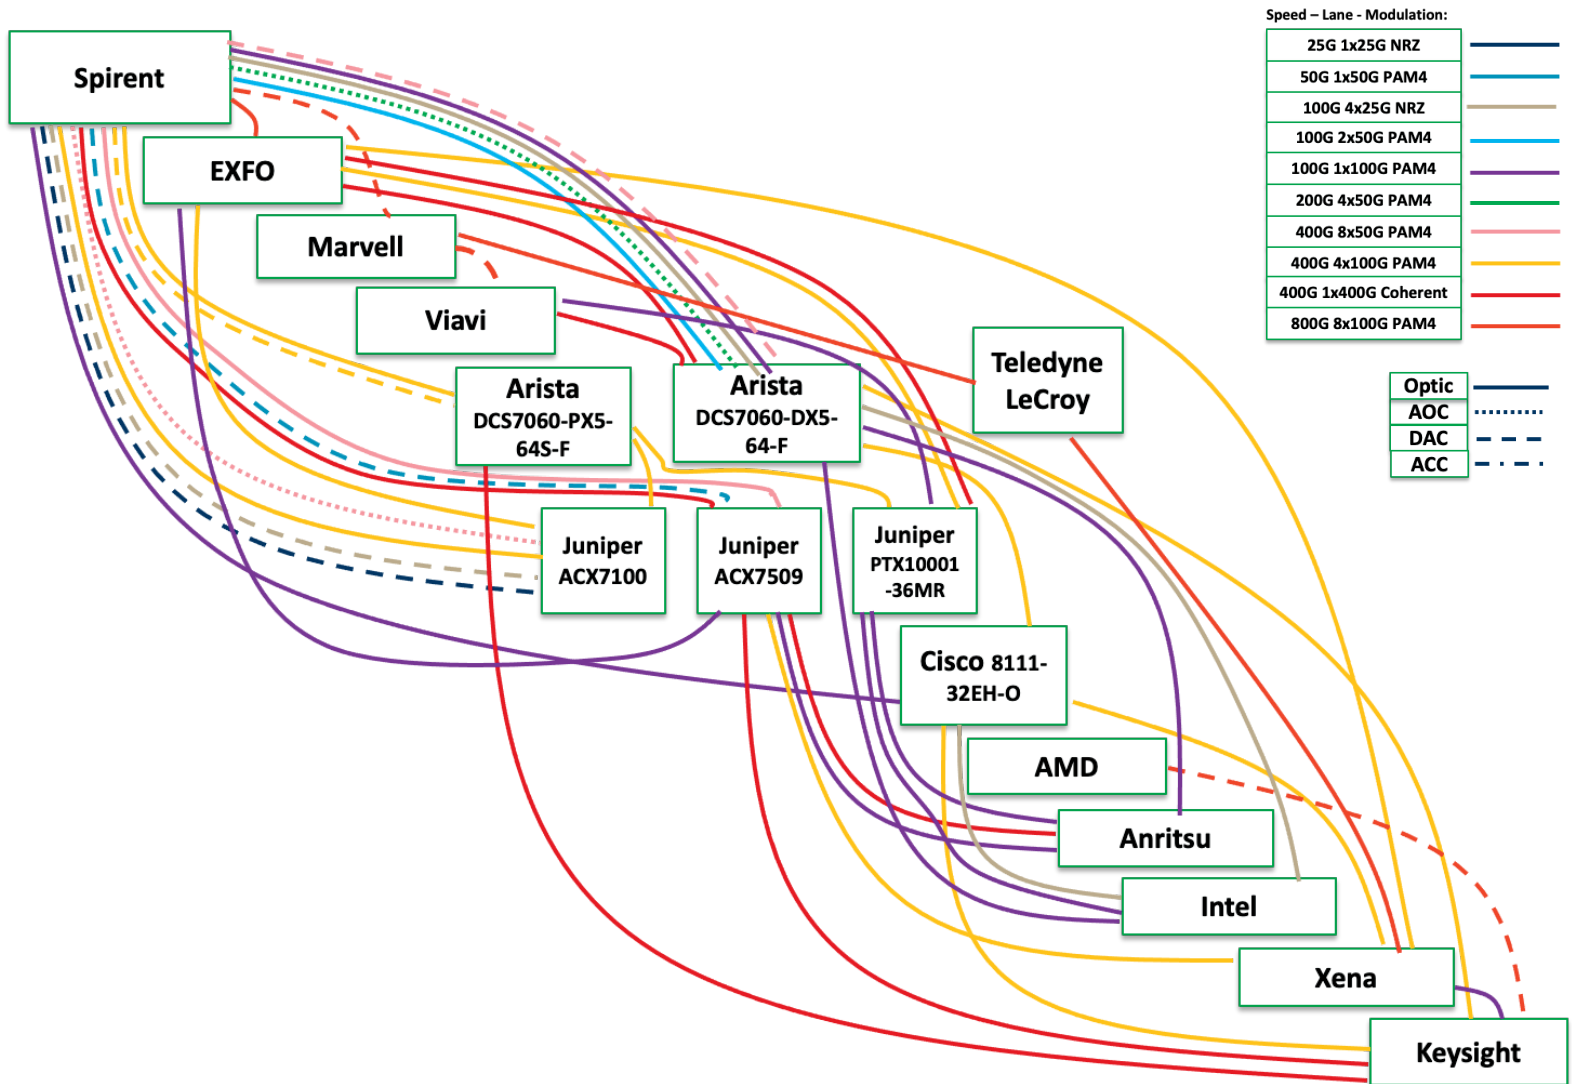 Speed – Lane - Modulation:
25G 1x25G NRZ
50G 1x50G PAM4
100G 4x25G NRZ
100G 2x50G PAM4
100G 1x100G PAM4
200G 4x50G PAM4
400G 8x50G PAM4
400G 4x100G PAM4
400G 1x400G Coherent
800G 8x100G PAM4
Optic
AOC
DAC
ACC
Spirent
EXFO
Marvell
Viavi
Arista
DCS7060-PX5-
64S-F
Arista
DCS7060-DX5-
64-F
Teledyne
LeCroy
Juniper
ACX7100
Juniper
ACX7509
Juniper
PTX10001
-36MR
Cisco 8111-
32EH-O
AMD
Anritsu
Intel
Xena
Keysight